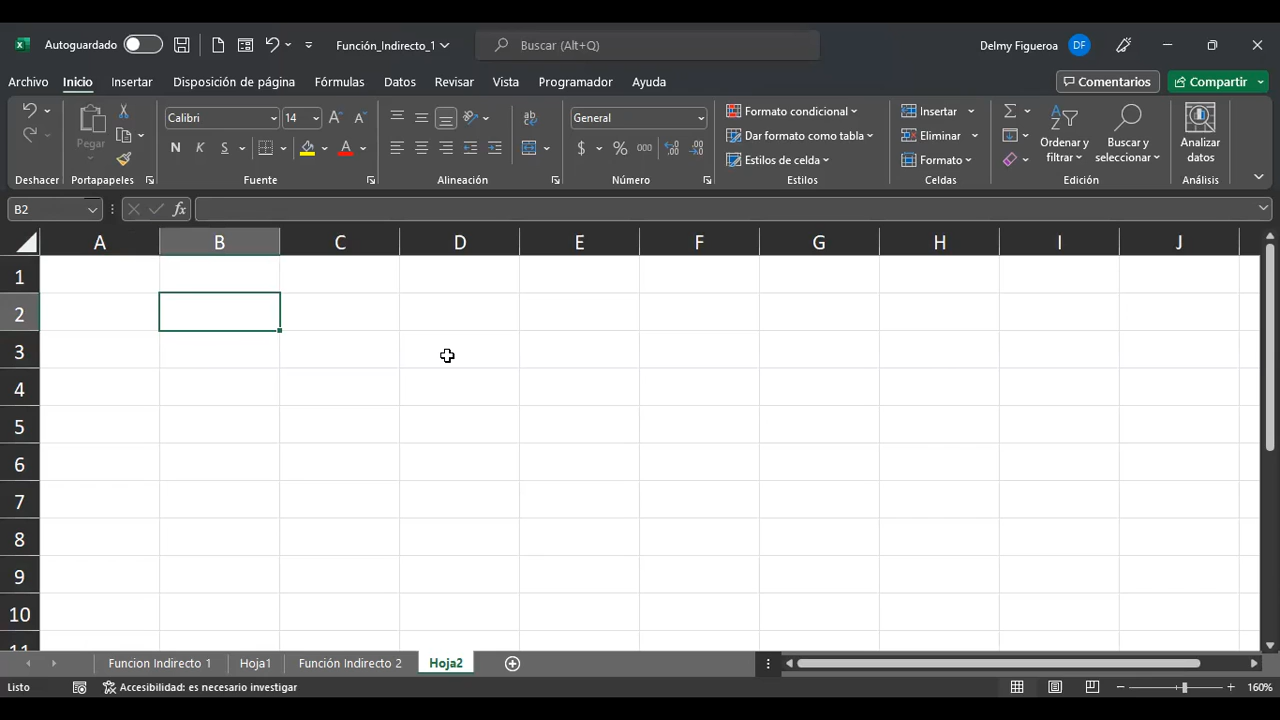 Autoguardado Función_Indirecto_1 Buscar (Alt+Q) Delmy Figueroa DF
Archivo Inicio Insertar Disposición de página Fórmulas Datos Revisar Vista Programador Ayuda Comentarios Compartir
Pegar
Calibri 14
N K S
General
$ % 000
Formato condicional
Dar formato como tabla
Estilos de celda
Insertar
Eliminar
Formato
Ordenar y filtrar
Buscar y seleccionar
Analizar datos
Deshacer Portapapeles Fuente Alineación Número Estilos Celdas Edición Análisis
B2 fx
A B C D E F G H I J
1
2
3
4
5
6
7
8
9
10
11
Funcion Indirecto 1 Hoja1 Función Indirecto 2 Hoja2
Listo Accesibilidad: es necesario investigar 160%